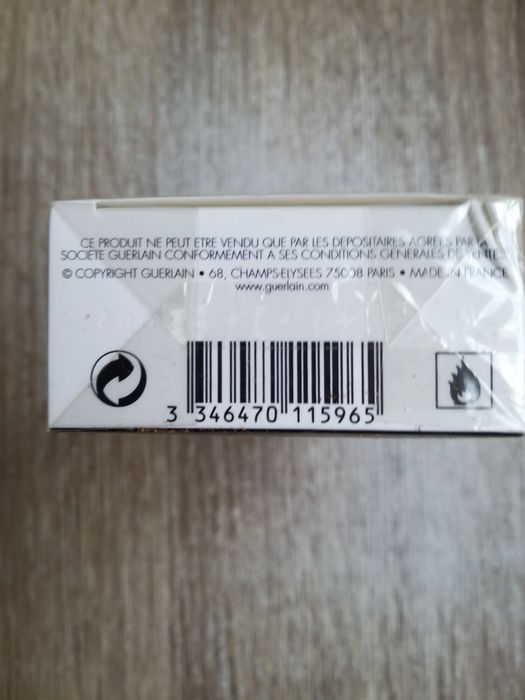 CE PRODUIT NE PEUT ETRE VENDU QUE PAR LES DEPOSITAIRES AGREES PAR LA
SOCIETE GUERLAIN CONFORMEMENT A SES CONDITIONS GENERALES DE VENTES
© COPYRIGHT GUERLAIN • 68, CHAMPS-ELYSEES 75008 PARIS • MADE IN FRANCE
www.guerlain.com
3 346470 115965